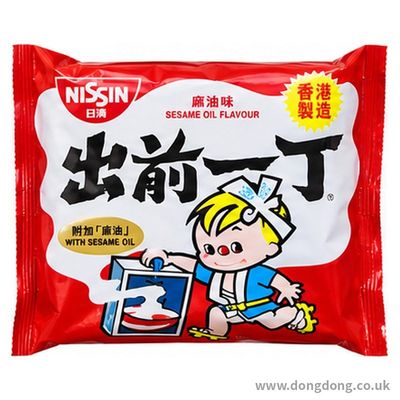 NISSIN
日清
麻油味
SESAME OIL FLAVOUR
香港
製造
出前一丁
®
附加「麻油」
WITH SESAME OIL
www.dongdong.co.uk